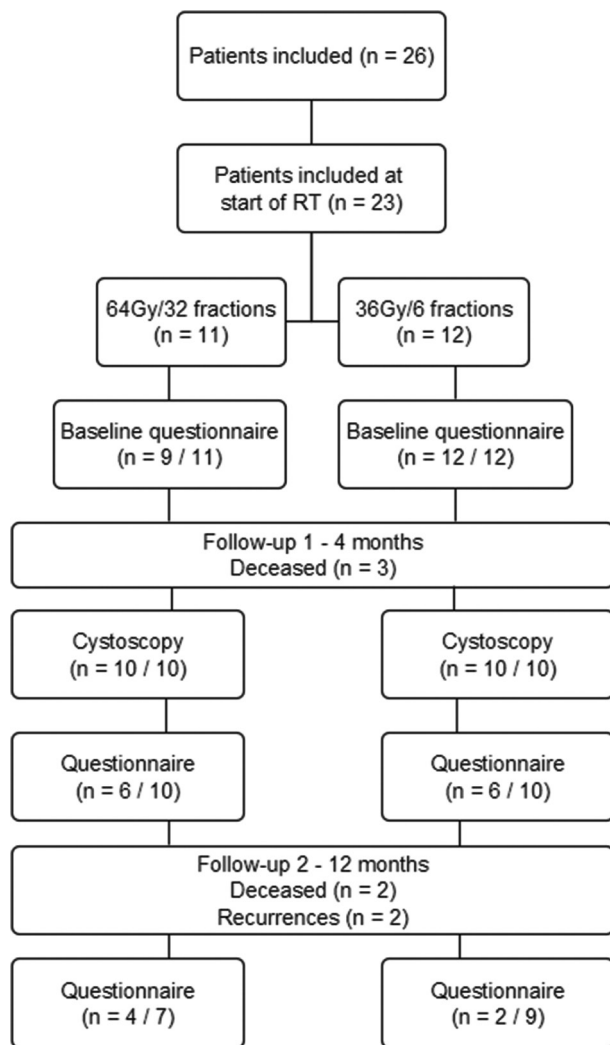 Patients included (n = 26)
Patients included at
start of RT (n = 23)
64Gy/32 fractions
(n = 11)
36Gy/6 fractions
(n = 12)
Baseline questionnaire
(n = 9 / 11)
Baseline questionnaire
(n = 12 / 12)
Follow-up 1 - 4 months
Deceased (n = 3)
Cystoscopy
(n = 10 / 10)
Cystoscopy
(n = 10 / 10)
Questionnaire
(n = 6 / 10)
Questionnaire
(n = 6 / 10)
Follow-up 2 - 12 months
Deceased (n = 2)
Recurrences (n = 2)
Questionnaire
(n = 4 / 7)
Questionnaire
(n = 2 / 9)